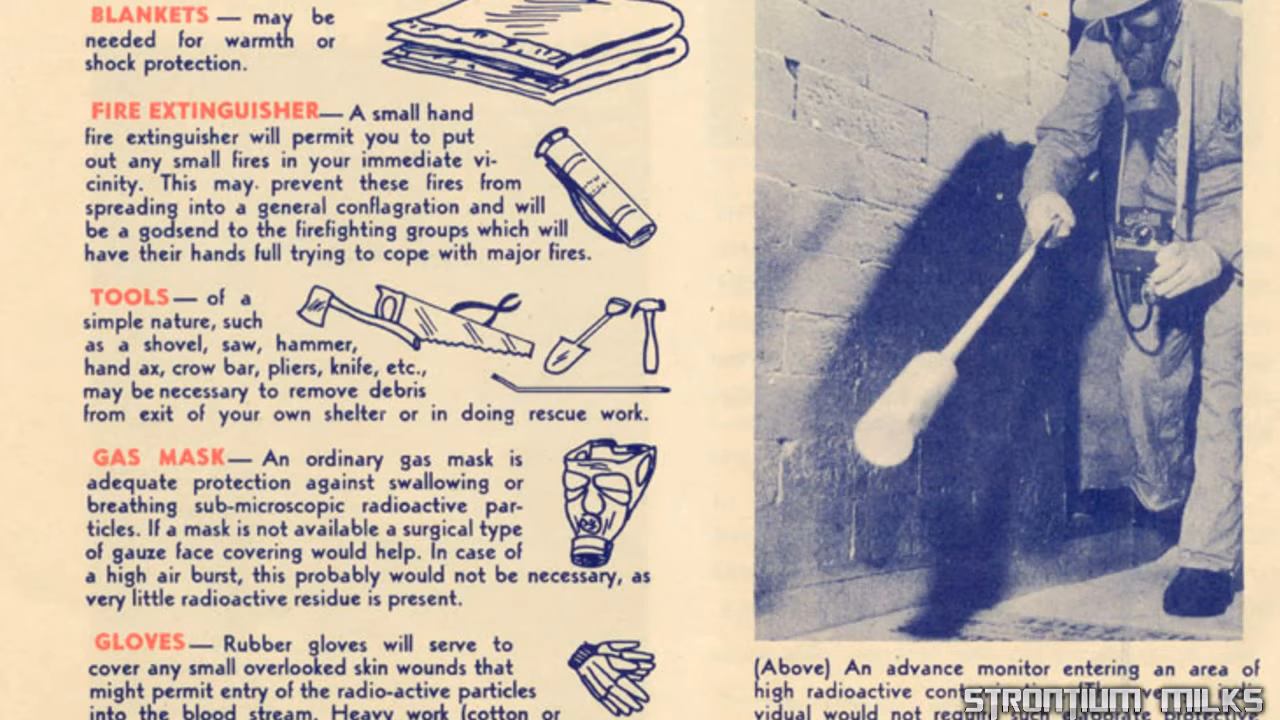 BLANKETS — may be
needed for warmth or
shock protection.
FIRE EXTINGUISHER— A small hand
fire extinguisher will permit you to put
out any small fires in your immediate vi-
cinity. This may prevent these fires from
spreading into a general conflagration and will
be a godsend to the firefighting groups which will
have their hands full trying to cope with major fires.
TOOLS— of a
simple nature, such
as a shovel, saw, hammer,
hand ax, crow bar, pliers, knife, etc.,
may be necessary to remove debris
from exit of your own shelter or in doing rescue work.
GAS MASK— An ordinary gas mask is
adequate protection against swallowing or
breathing sub-microscopic radioactive par-
ticles. If a mask is not available a surgical type
of gauze face covering would help. In case of
a high air burst, this probably would not be necessary, as
very little radioactive residue is present.
GLOVES— Rubber gloves will serve to
cover any small overlooked skin wounds that
might permit entry of the radio-active particles
into the blood stream. Heavy work (cotton or
(Above) An advance monitor entering an area of
high radioactive
vidual would not require such
STRONTIUM MILKS